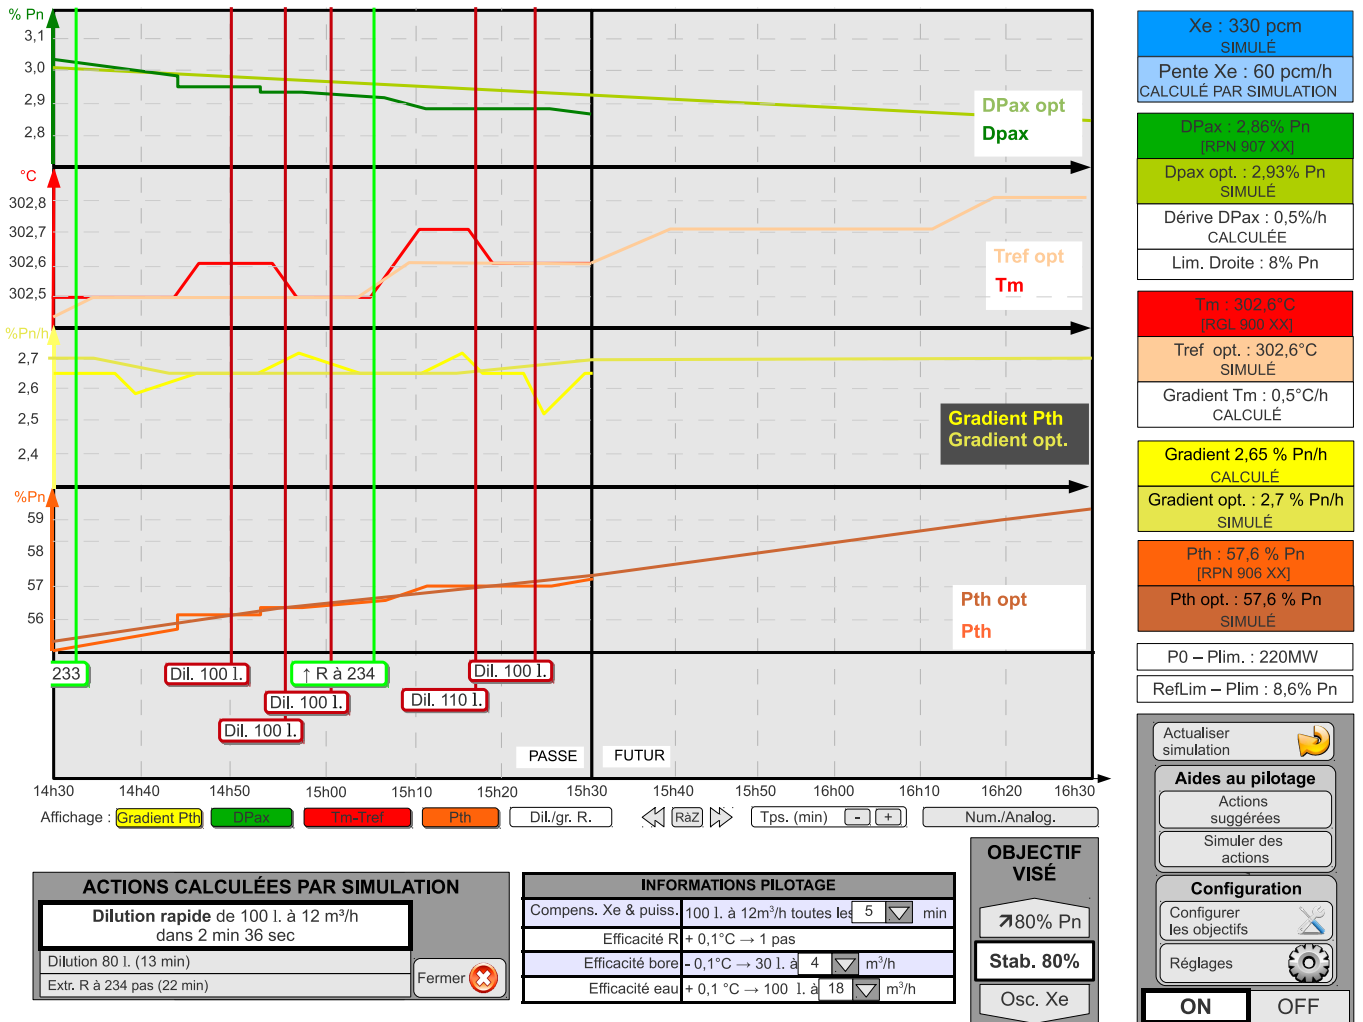 % Pn
3,1
3,0
2,9
2,8
DPax opt
Dpax
°C
302,8
302,7
302,6
302,5
Tref opt
Tm
%Pn/h
2,7
2,6
2,5
2,4
Gradient Pth
Gradient opt.
%Pn
59
58
57
56
Pth opt
Pth
233
Dil. 100 l.
↑ R à 234
Dil. 100 l.
Dil. 100 l.
Dil. 110 l.
Dil. 100 l.
PASSE
FUTUR
14h30
14h40
14h50
15h00
15h10
15h20
15h30
15h40
15h50
16h00
16h10
16h20
16h30
Affichage :
Gradient Pth
DPax
Tm-Tref
Pth
Dil./gr. R.
RàZ
Tps. (min)
-
+
Num./Analog.
Xe : 330 pcm
SIMULÉ
Pente Xe : 60 pcm/h
CALCULÉ PAR SIMULATION
DPax : 2,86% Pn
[RPN 907 XX]
Dpax opt. : 2,93% Pn
SIMULÉ
Dérive DPax : 0,5%/h
CALCULÉE
Lim. Droite : 8% Pn
Tm : 302,6°C
[RGL 900 XX]
Tref opt. : 302,6°C
SIMULÉ
Gradient Tm : 0,5°C/h
CALCULÉ
Gradient 2,65 % Pn/h
CALCULÉ
Gradient opt. : 2,7 % Pn/h
SIMULÉ
Pth : 57,6 % Pn
[RPN 906 XX]
Pth opt. : 57,6 % Pn
SIMULÉ
P0 – Plim. : 220MW
RefLim – Plim : 8,6% Pn
Actualiser
simulation
Aides au pilotage
Actions
suggérées
Simuler des
actions
Configuration
Configurer
les objectifs
Réglages
ON
OFF
ACTIONS CALCULÉES PAR SIMULATION
Dilution rapide de 100 l. à 12 m³/h
dans 2 min 36 sec
Dilution 80 l. (13 min)
Extr. R à 234 pas (22 min)
Fermer
INFORMATIONS PILOTAGE
Compens. Xe & puiss. 100 l. à 12m³/h toutes les 5 min
Efficacité R + 0,1°C → 1 pas
Efficacité bore - 0,1°C → 30 l. à 4 m³/h
Efficacité eau + 0,1 °C → 100 l. à 18 m³/h
OBJECTIF
VISÉ
↗80% Pn
Stab. 80%
Osc. Xe